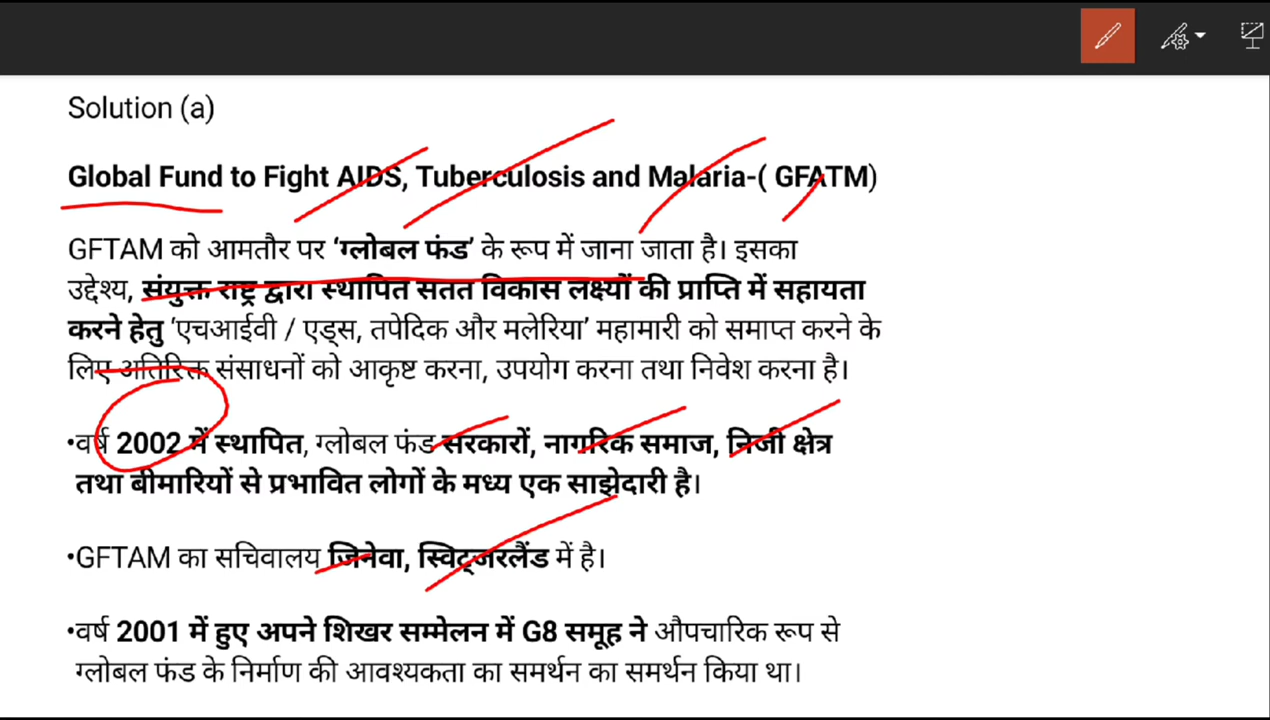 Solution (a)
Global Fund to Fight AIDS, Tuberculosis and Malaria-( GFATM)
GFTAM को आमतौर पर ‘ग्लोबल फंड’ के रूप में जाना जाता है। इसका
उद्देश्य, संयुक्त राष्ट्र द्वारा स्थापित सतत विकास लक्ष्यों की प्राप्ति में सहायता
करने हेतु ‘एचआईवी / एड्स, तपेदिक और मलेरिया’ महामारी को समाप्त करने के
लिए अतिरिक्त संसाधनों को आकृष्ट करना, उपयोग करना तथा निवेश करना है।
•वर्ष 2002 में स्थापित, ग्लोबल फंड सरकारों, नागरिक समाज, निजी क्षेत्र
तथा बीमारियों से प्रभावित लोगों के मध्य एक साझेदारी है।
•GFTAM का सचिवालय जिनेवा, स्विट्जरलैंड में है।
•वर्ष 2001 में हुए अपने शिखर सम्मेलन में G8 समूह ने औपचारिक रूप से
ग्लोबल फंड के निर्माण की आवश्यकता का समर्थन का समर्थन किया था।